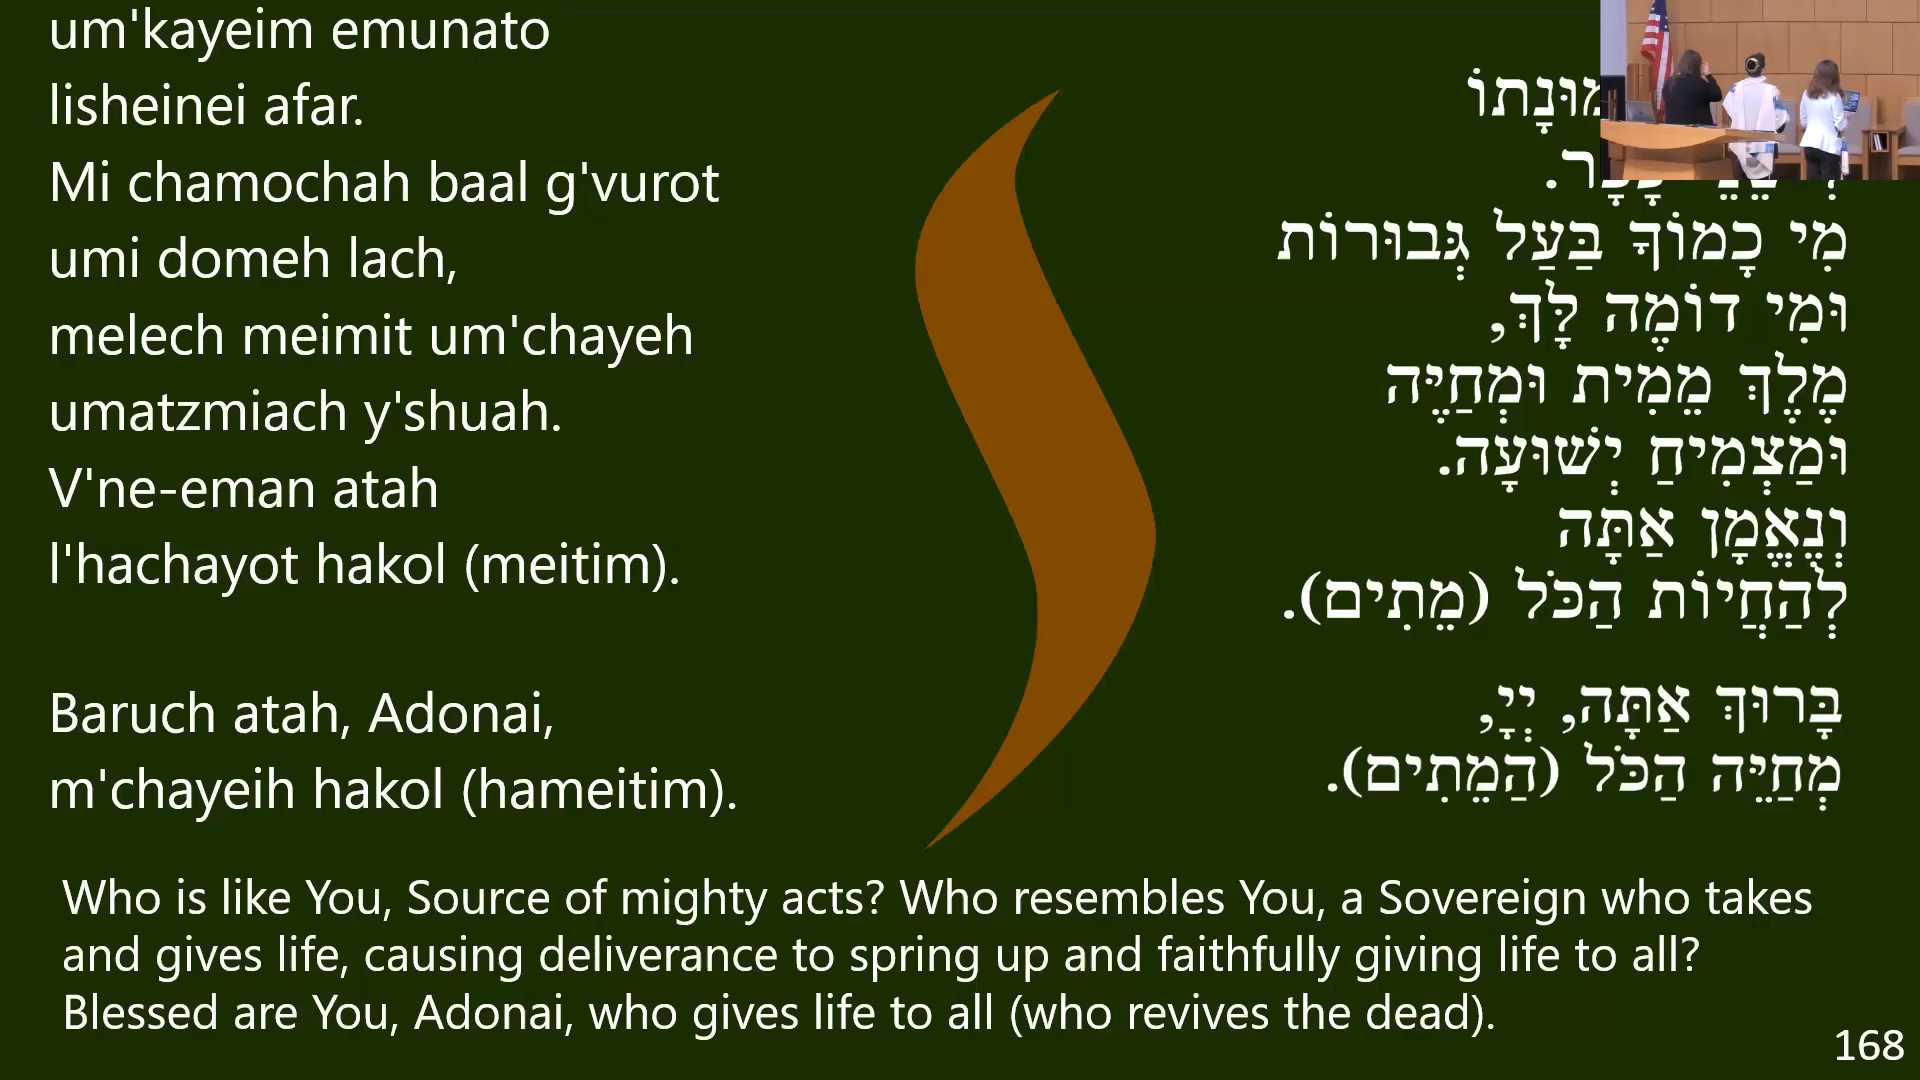 um'kayeim emunato
lisheinei afar.
Mi chamochah baal g'vurot
umi domeh lach,
melech meimit um'chayeh
umatzmiach y'shuah.
V'ne-eman atah
l'hachayot hakol (meitim).
Baruch atah, Adonai,
m'chayeih hakol (hameitim).
מִי כָמוֹךָ בַּעַל גְּבוּרוֹת
וּמִי דוֹמֶה לָּךְ,
מֶלֶךְ מֵמִית וּמְחַיֶּה
וּמַצְמִיחַ יְשׁוּעָה.
וְנֶאֱמָן אַתָּה
לְהַחֲיוֹת הַכֹּל (מֵתִים).
בָּרוּךְ אַתָּה, יְיָ,
מְחַיֵּה הַכֹּל (הַמֵּתִים).
Who is like You, Source of mighty acts? Who resembles You, a Sovereign who takes
and gives life, causing deliverance to spring up and faithfully giving life to all?
Blessed are You, Adonai, who gives life to all (who revives the dead).
168